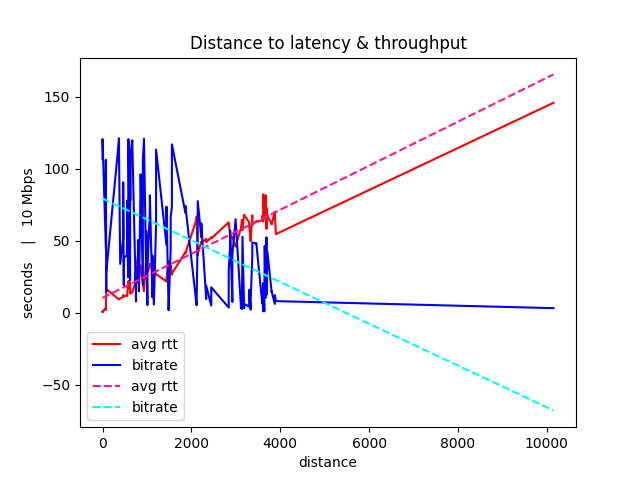 Distance to latency & throughput
seconds | 10 Mbps
150
100
50
0
−50
avg rtt
bitrate
avg rtt
bitrate
0 2000 4000 6000 8000 10000
distance